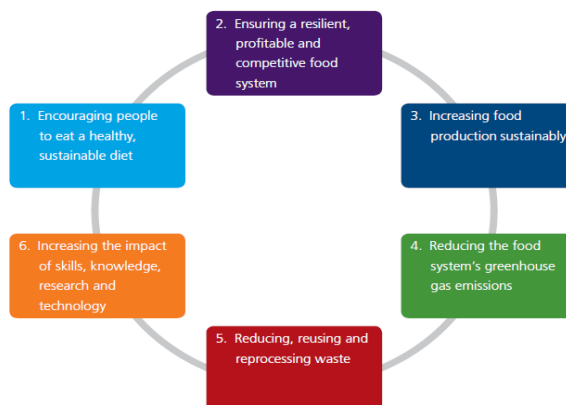 1. Encouraging people
to eat a healthy,
sustainable diet
2. Ensuring a resilient,
profitable and
competitive food
system
3. Increasing food
production sustainably
4. Reducing the food
system's greenhouse
gas emissions
5. Reducing, reusing and
reprocessing waste
6. Increasing the impact
of skills, knowledge,
research and
technology